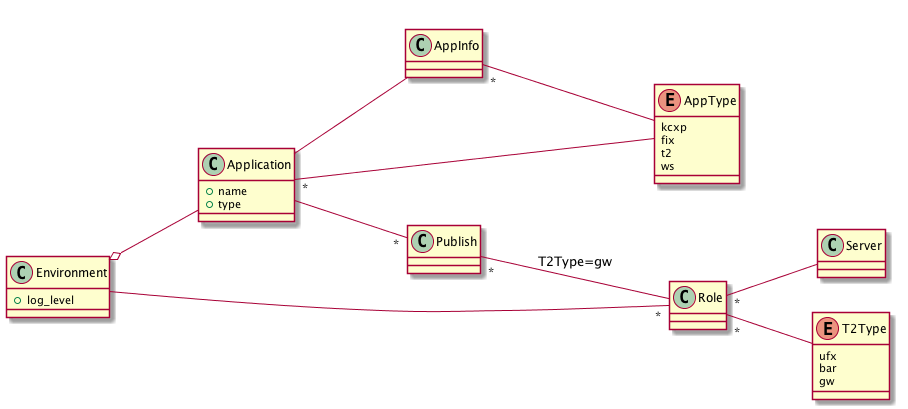 C AppInfo
*
E AppType
kcxp
fix
t2
ws
C Application
name
type
*
*
C Publish
*
T2Type=gw
C Server
C Environment
log_level
C Role
*
*
*
E T2Type
ufx
bar
gw